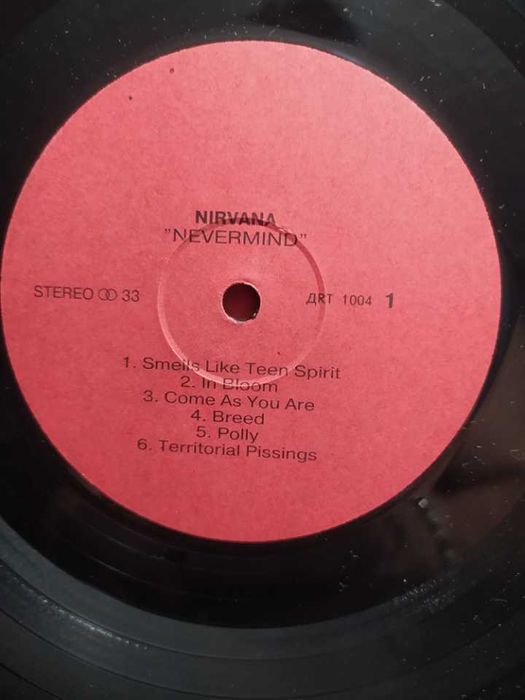 NIRVANA
"NEVERMIND"
STEREO 33
ДRT 1004 1
1. Smells Like Teen Spirit
2. In Bloom
3. Come As You Are
4. Breed
5. Polly
6. Territorial Pissings